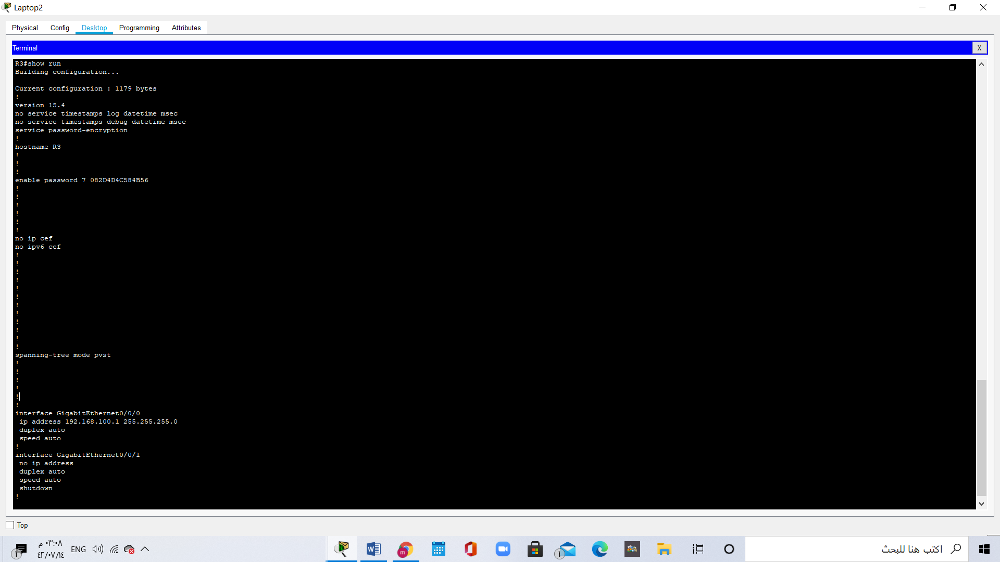 Laptop2
Physical Config Desktop Programming Attributes
Terminal X
R3#show run
Building configuration...
Current configuration : 1179 bytes
!
version 15.4
no service timestamps log datetime msec
no service timestamps debug datetime msec
service password-encryption
!
hostname R3
!
!
!
enable password 7 082D4D4C584B56
!
!
!
!
!
!
no ip cef
no ipv6 cef
!
!
!
!
!
!
!
!
!
!
!
!
spanning-tree mode pvst
!
!
!
!
!
!
interface GigabitEthernet0/0/0
ip address 192.168.100.1 255.255.255.0
duplex auto
speed auto
!
interface GigabitEthernet0/0/1
no ip address
duplex auto
speed auto
shutdown
!
Top
١
٠٣:٠٨ م
٤٢/٠٧/١٤
ENG
m
١
اكتب هنا للبحث